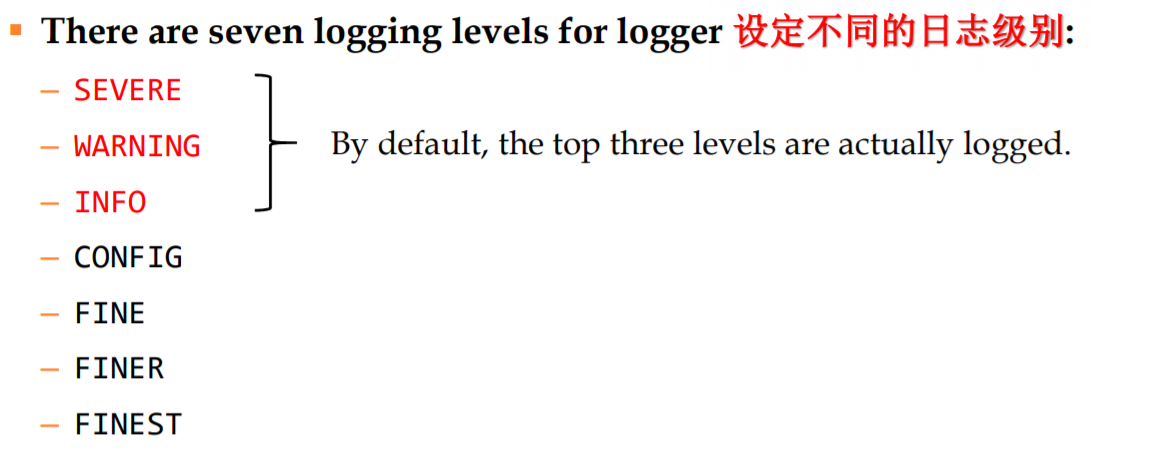 ▪ There are seven logging levels for logger 设定不同的日志级别:
– SEVERE
– WARNING
By default, the top three levels are actually logged.
– INFO
– CONFIG
– FINE
– FINER
– FINEST